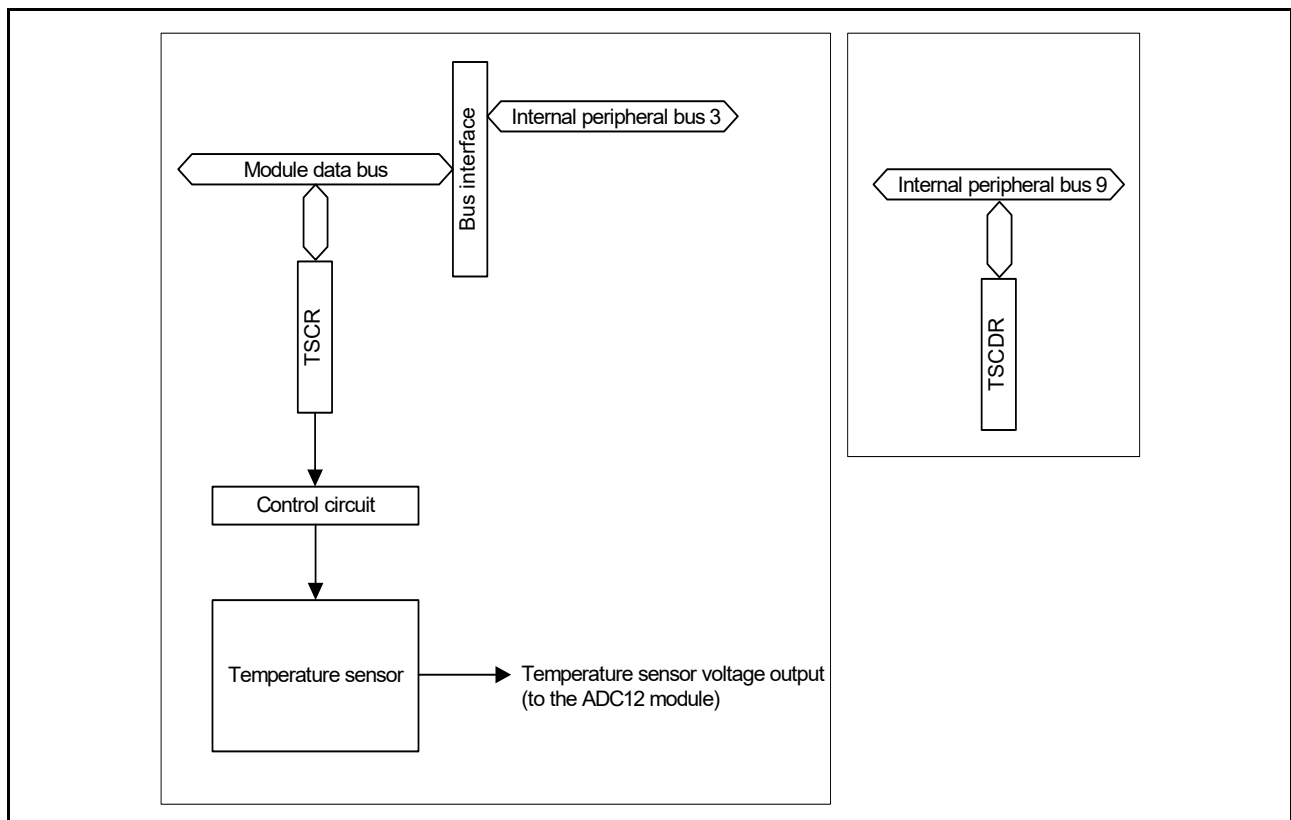 Internal peripheral bus 3
Bus interface
Module data bus
TSCR
Control circuit
Temperature sensor
Temperature sensor voltage output
(to the ADC12 module)
Internal peripheral bus 9
TSCDR